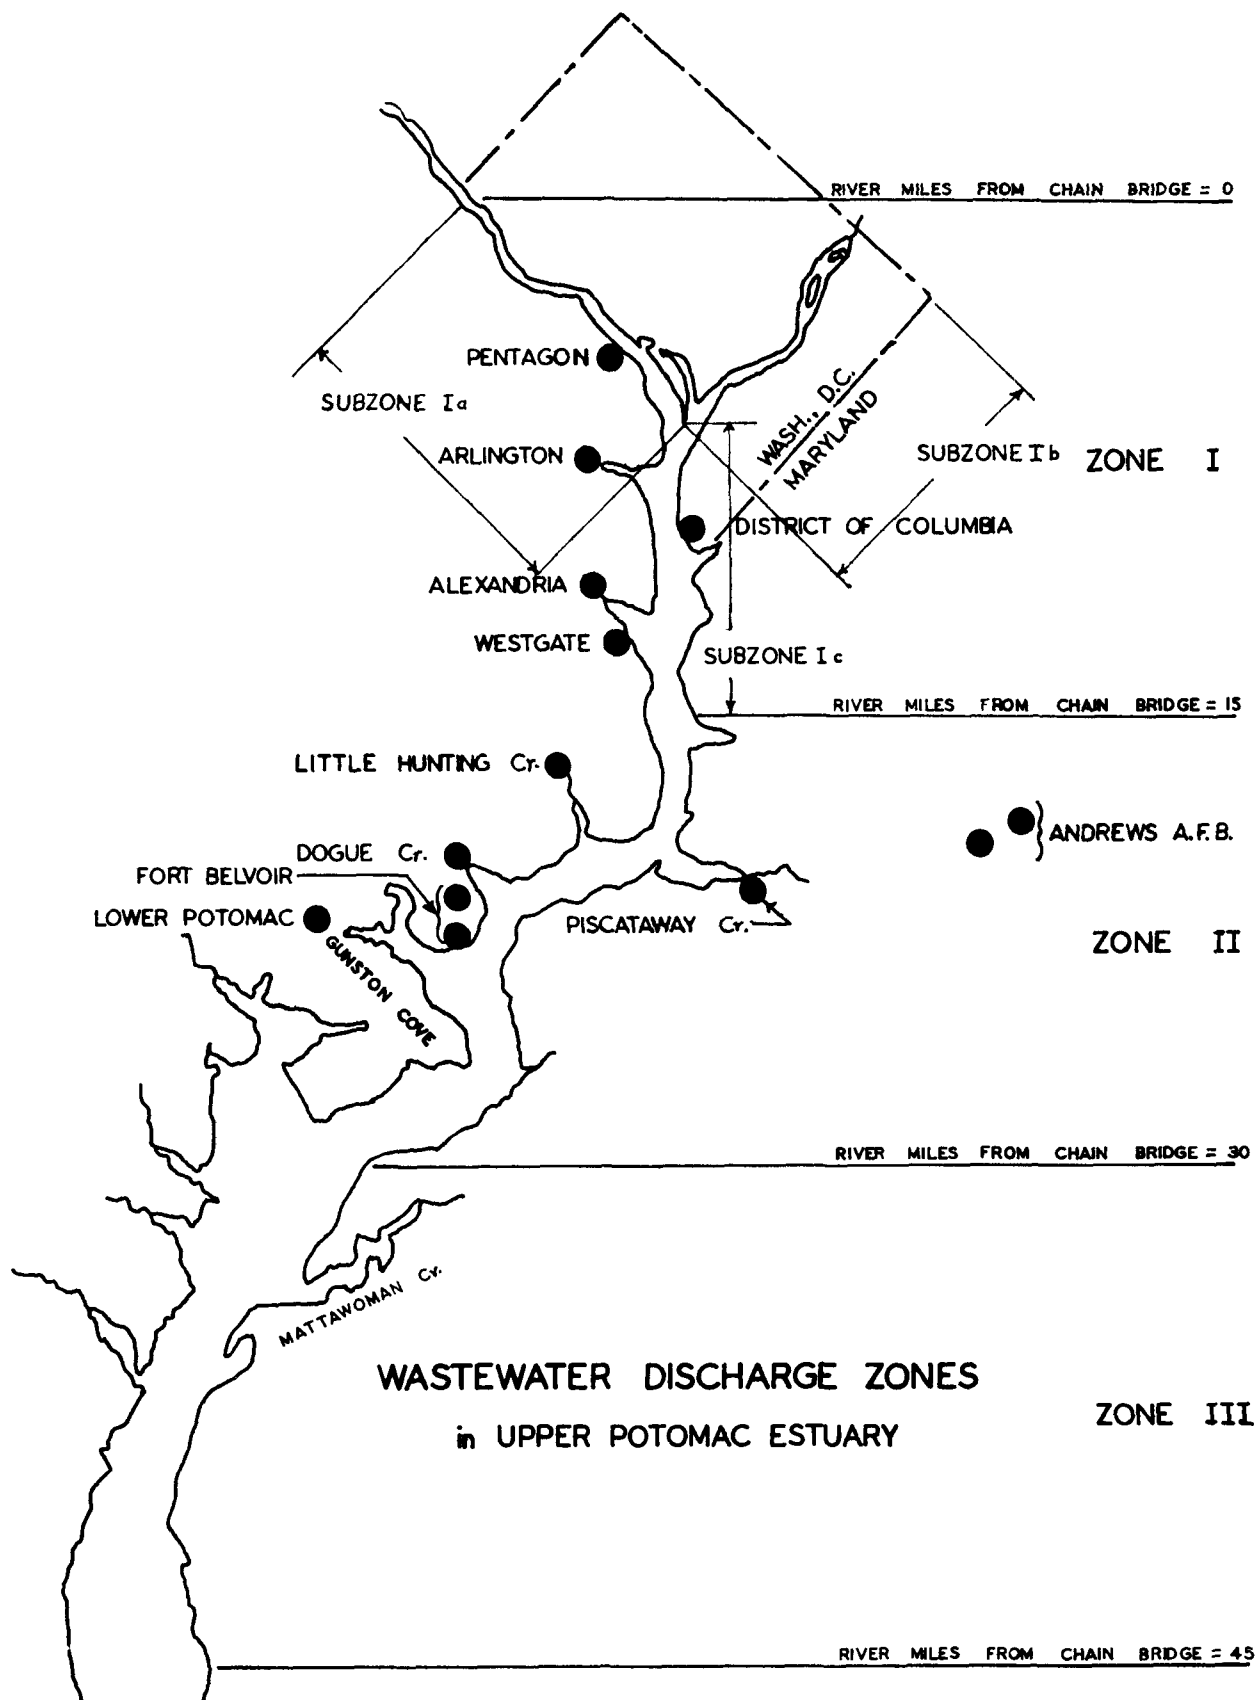 RIVER MILES FROM CHAIN BRIDGE = 0
PENTAGON
SUBZONE Ia
WASH., D.C.
MARYLAND
ARLINGTON
SUBZONE Ib
ZONE I
DISTRICT OF COLUMBIA
ALEXANDRIA
WESTGATE
SUBZONE Ic
RIVER MILES FROM CHAIN BRIDGE = 15
LITTLE HUNTING Cr.
ANDREWS A.F.B.
DOGUE Cr.
FORT BELVOIR
LOWER POTOMAC
PISCATAWAY Cr.
ZONE II
GUNSTON COVE
RIVER MILES FROM CHAIN BRIDGE = 30
MATTAWOMAN Cr.
WASTEWATER DISCHARGE ZONES
in UPPER POTOMAC ESTUARY
ZONE III
RIVER MILES FROM CHAIN BRIDGE = 45